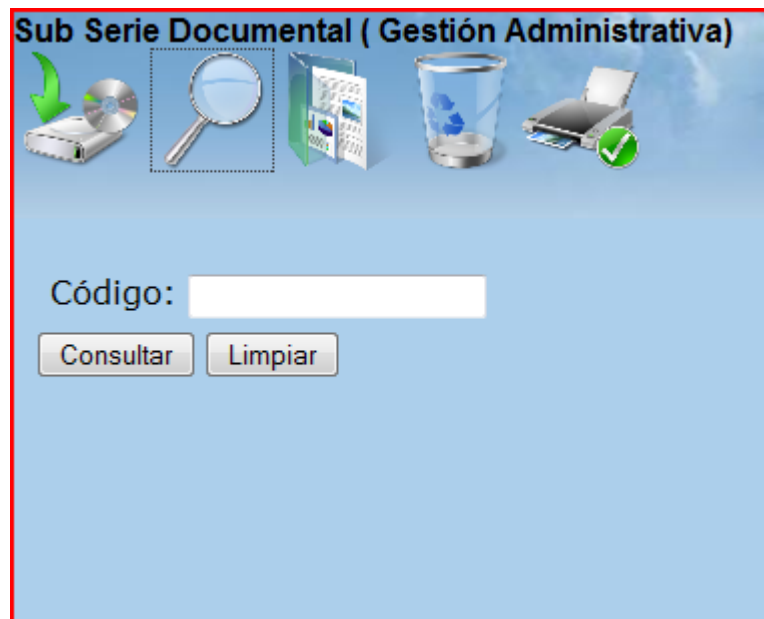 Sub Serie Documental ( Gestión Administrativa)
Código:
Consultar Limpiar